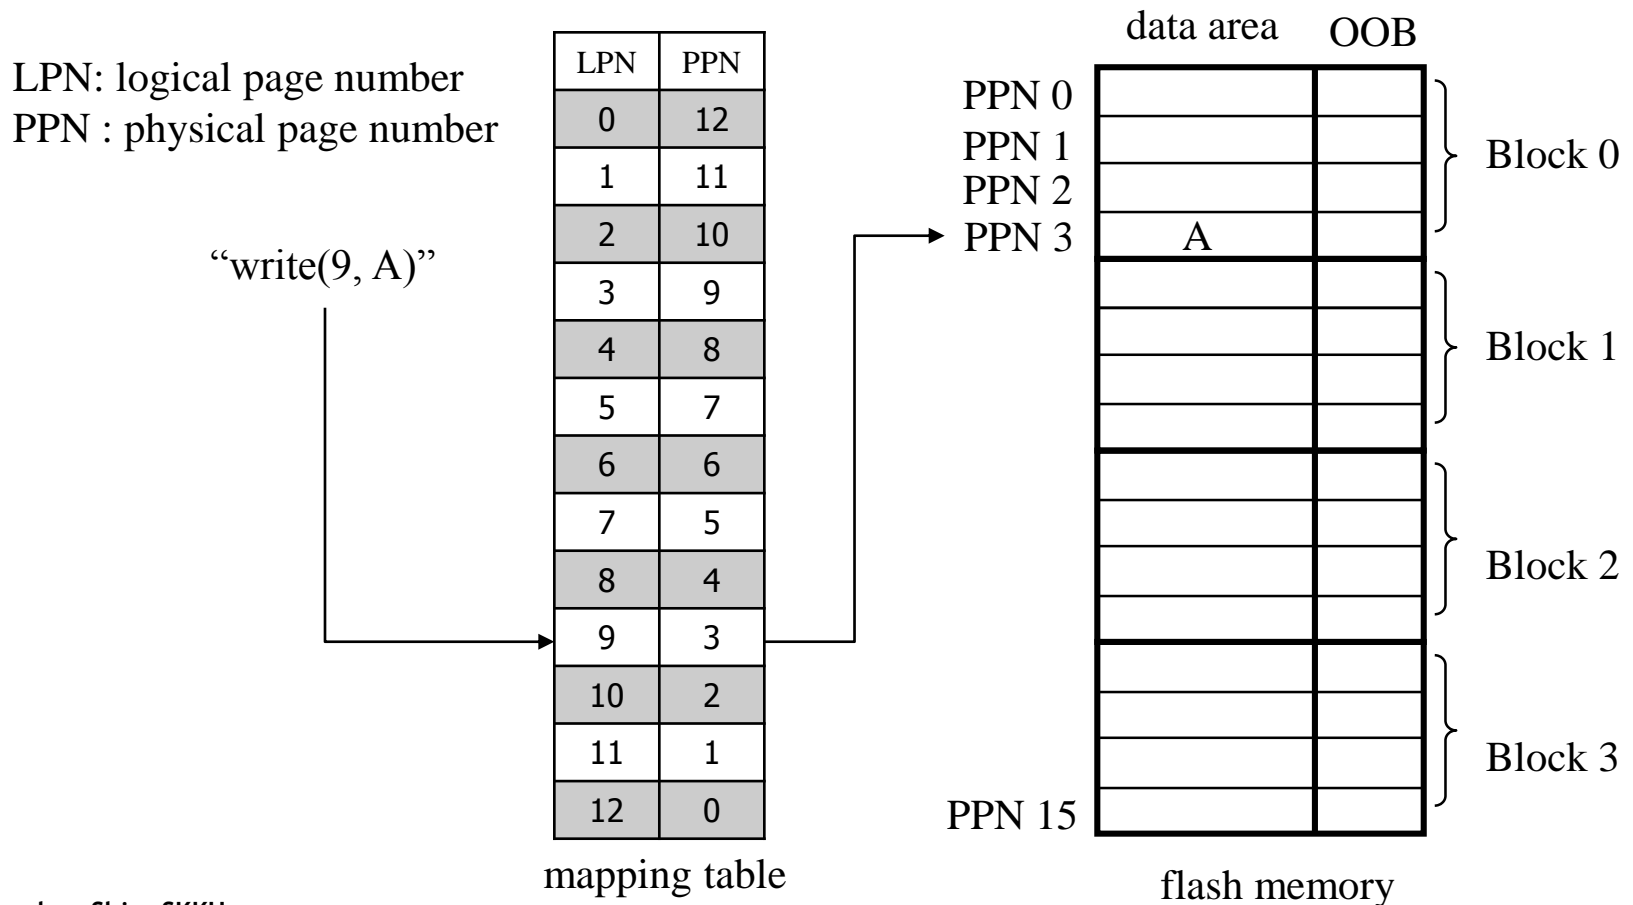 LPN: logical page number
PPN : physical page number
“write(9, A)”
LPN PPN
0 12
1 11
2 10
3 9
4 8
5 7
6 6
7 5
8 4
9 3
10 2
11 1
12 0
mapping table
data area OOB
PPN 0
PPN 1
PPN 2
PPN 3 A
PPN 15
Block 0
Block 1
Block 2
Block 3
flash memory